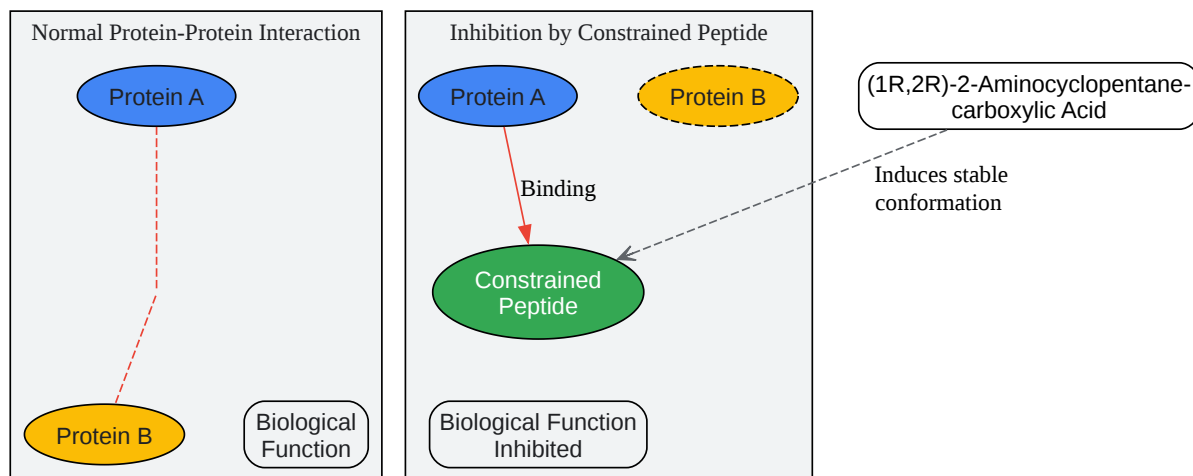 Normal Protein-Protein Interaction
Protein A
Protein B
Biological
Function
Inhibition by Constrained Peptide
Protein A
Protein B
Binding
Constrained
Peptide
Biological Function
Inhibited
(1R,2R)-2-Aminocyclopentane-
carboxylic Acid
Induces stable
conformation